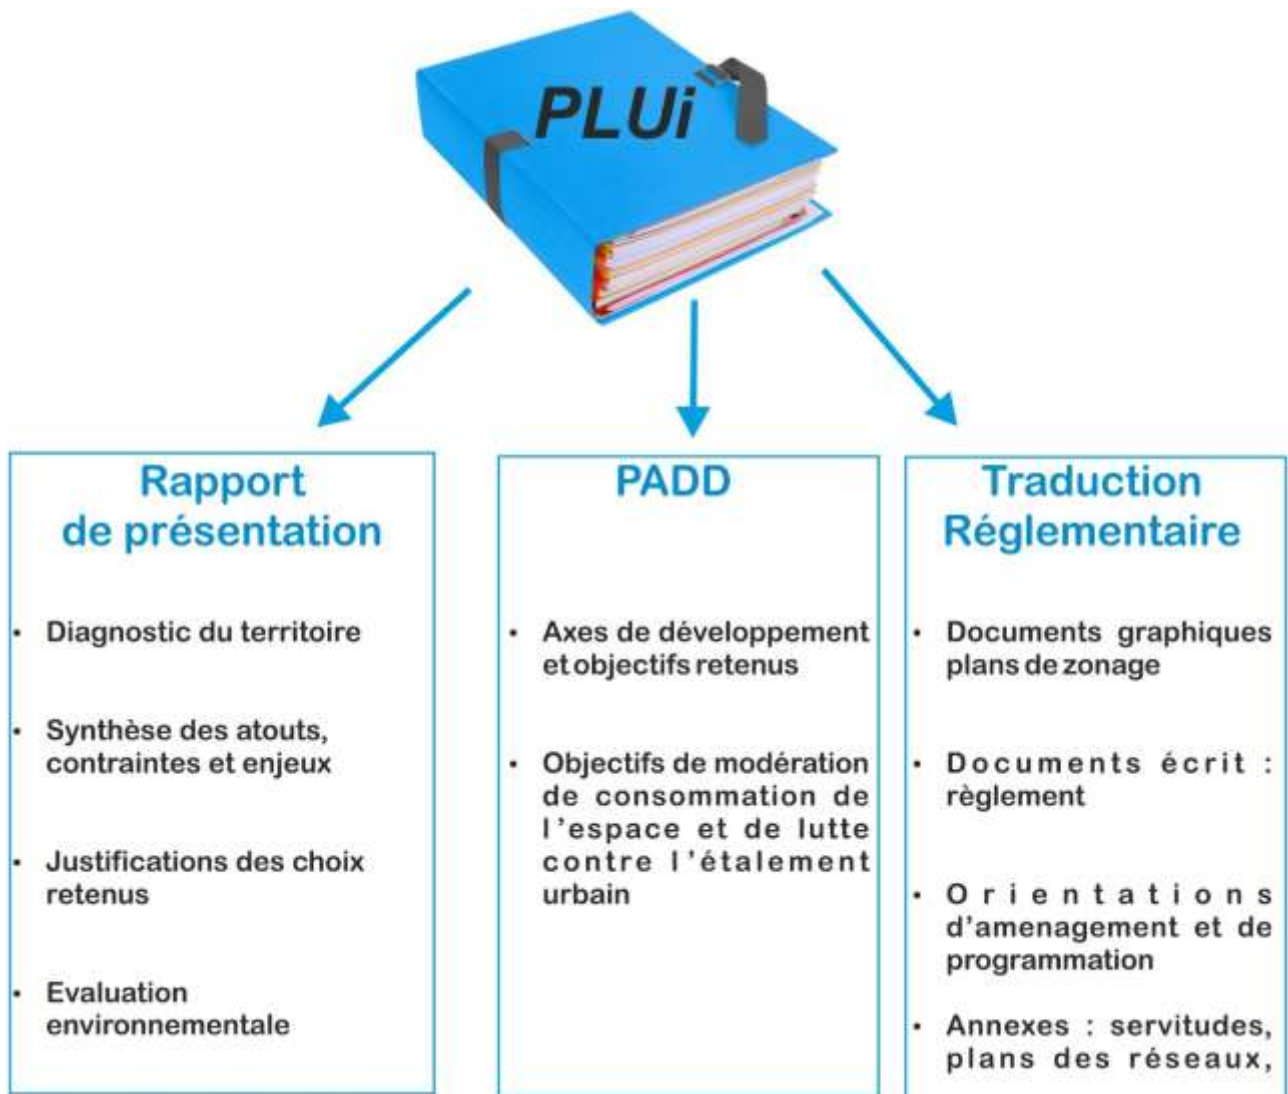 PLUi
Rapport
de présentation
• Diagnostic du territoire
• Synthèse des atouts,
contraintes et enjeux
• Justifications des choix
retenus
• Evaluation
environnementale
PADD
• Axes de développement
et objectifs retenus
• Objectifs de modération
de consommation de
l'espace et de lutte
contre l'étalement
urbain
Traduction
Réglementaire
• Documents graphiques
plans de zonage
• Documents écrit :
règlement
• Orientations
d'amenagement et de
programmation
• Annexes : servitudes,
plans des réseaux,